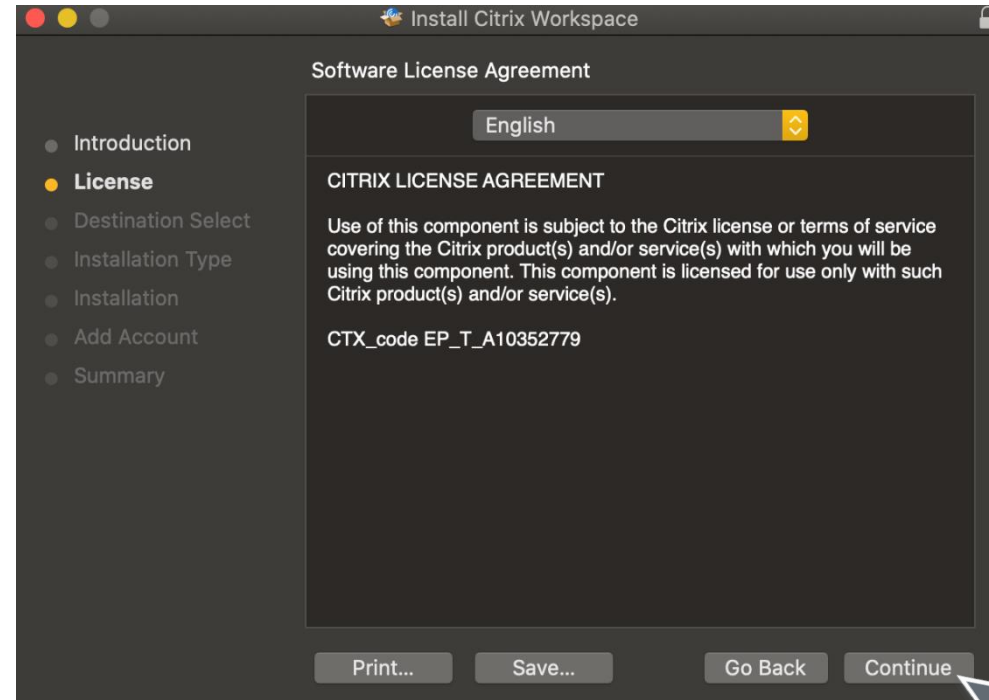 Install Citrix Workspace
Software License Agreement
Introduction
License
Destination Select
Installation Type
Installation
Add Account
Summary
English
CITRIX LICENSE AGREEMENT
Use of this component is subject to the Citrix license or terms of service
covering the Citrix product(s) and/or service(s) with which you will be
using this component. This component is licensed for use only with such
Citrix product(s) and/or service(s).
CTX_code EP_T_A10352779
Print...
Save...
Go Back
Continue